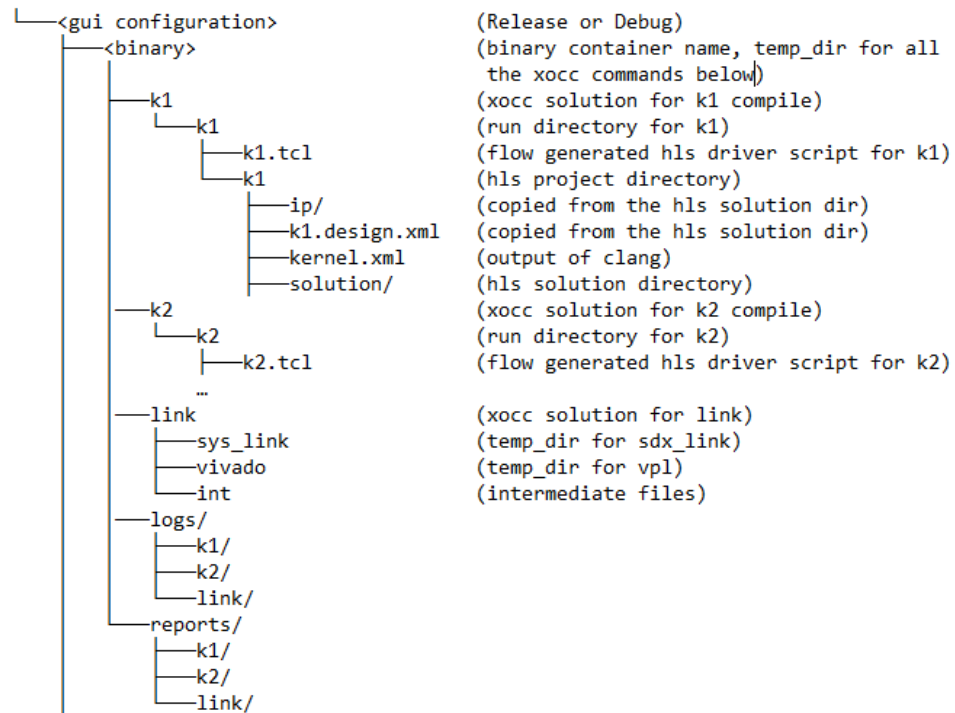 <gui configuration> (Release or Debug)
<binary> (binary container name, temp_dir for all
the xocc commands below)
k1 (xocc solution for k1 compile)
k1 (run directory for k1)
k1.tcl (flow generated hls driver script for k1)
k1 (hls project directory)
ip/ (copied from the hls solution dir)
k1.design.xml (copied from the hls solution dir)
kernel.xml (output of clang)
solution/ (hls solution directory)
k2 (xocc solution for k2 compile)
k2 (run directory for k2)
k2.tcl (flow generated hls driver script for k2)
…
link (xocc solution for link)
sys_link (temp_dir for sdx_link)
vivado (temp_dir for vpl)
int (intermediate files)
logs/
k1/
k2/
link/
reports/
k1/
k2/
link/